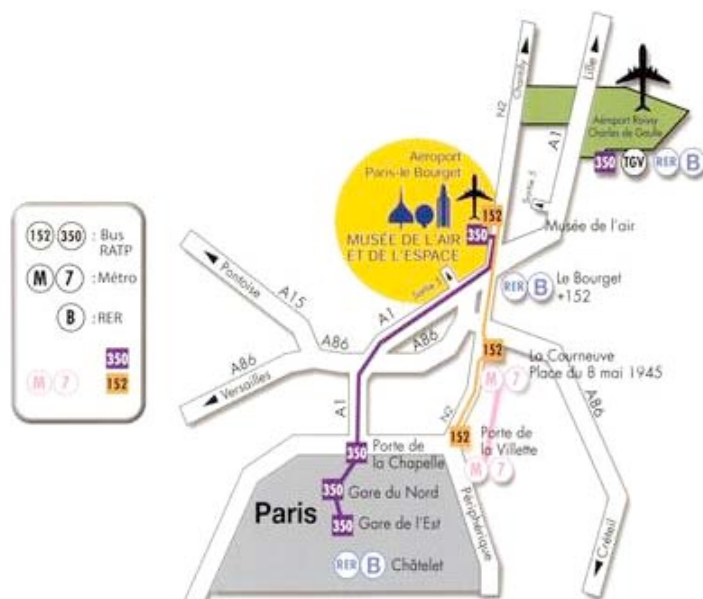 Chantilly
Lille
N2
A1
Aéroport Roissy
Charles de Gaulle
350 TGV RER B
Aéroport
Paris-le Bourget
152
350
MUSÉE DE L'AIR
ET DE L'ESPACE
Sortie 5
Musée de l'air
152 350 : Bus
RATP
M 7 : Métro
B : RER
350
M 7 152
Pontoise
A15
Sortie 5
A1
RER B Le Bourget
+152
A86
A86
A86
Versailles
152 La Courneuve
M 7 Place du 8 mai 1945
A86
A1
N2
350 Porte de
la Chapelle
152 Porte de
la Villette
M 7
350 Gare du Nord
Paris
350 Gare de l'Est
Périphérique
RER B Châtelet
Créteil